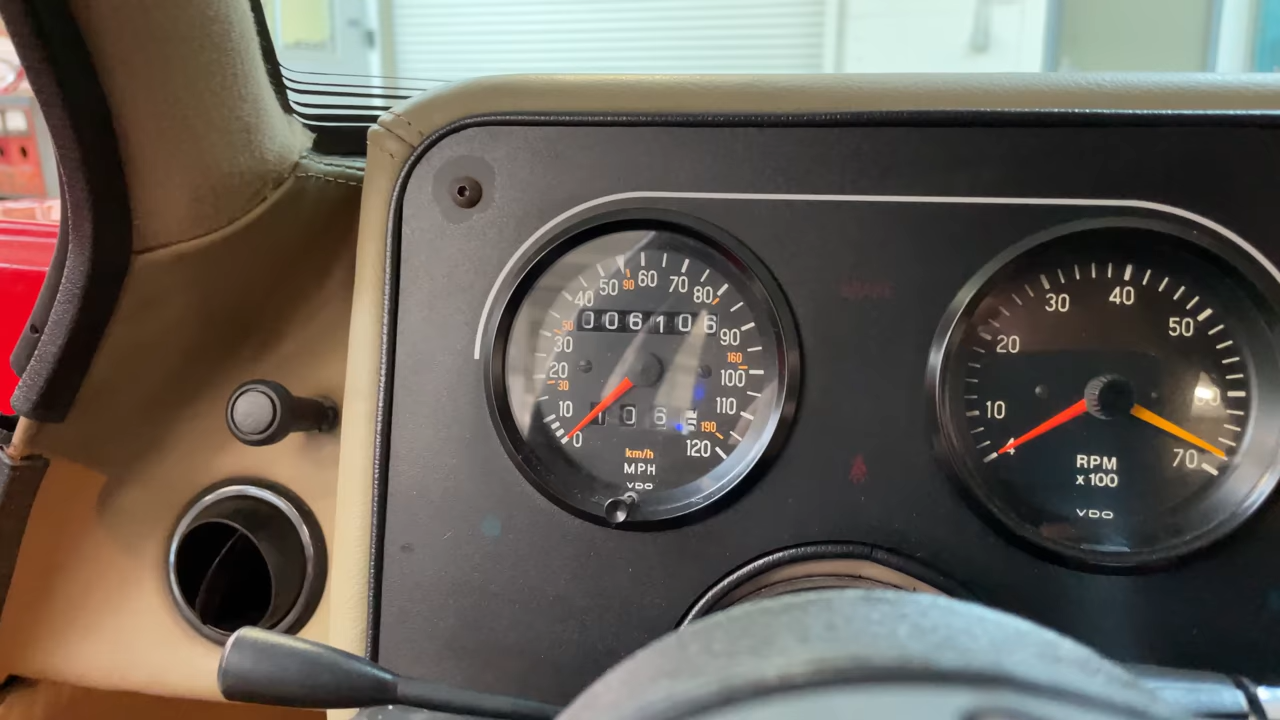 10 20 30 40 50 60 70 80 90 100 110 120
0
30 50 90 160 190
006106
106
km/h
MPH
VDO
10 20 30 40 50
70
RPM
x 100
VDO